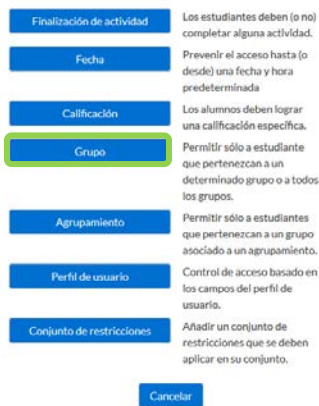 Finalización de actividad
Los estudiantes deben (o no)
completar alguna actividad.
Fecha
Prevenir el acceso hasta (o
desde) una fecha y hora
predeterminada
Calificación
Los alumnos deben lograr
una calificación específica.
Grupo
Permitir sólo a estudiante
que pertenezcan a un
determinado grupo o a todos
los grupos.
Agrupamiento
Permitir sólo a estudiantes
que pertenezcan a un grupo
asociado a un agrupamiento.
Perfil de usuario
Control de acceso basado en
los campos del perfil de
usuario.
Conjunto de restricciones
Añadir un conjunto de
restricciones que se deben
aplicar en su conjunto.
Cancelar